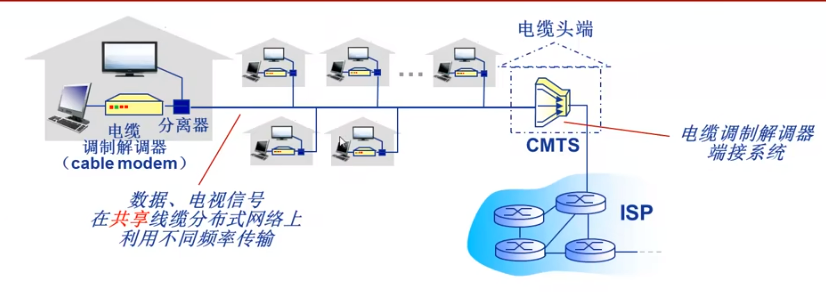 电缆头端
分离器
电缆
调制解调器
（cable modem）
CMTS
电缆调制解调器
端接系统
数据、电视信号
在共享线缆分布式网络上
利用不同频率传输
ISP